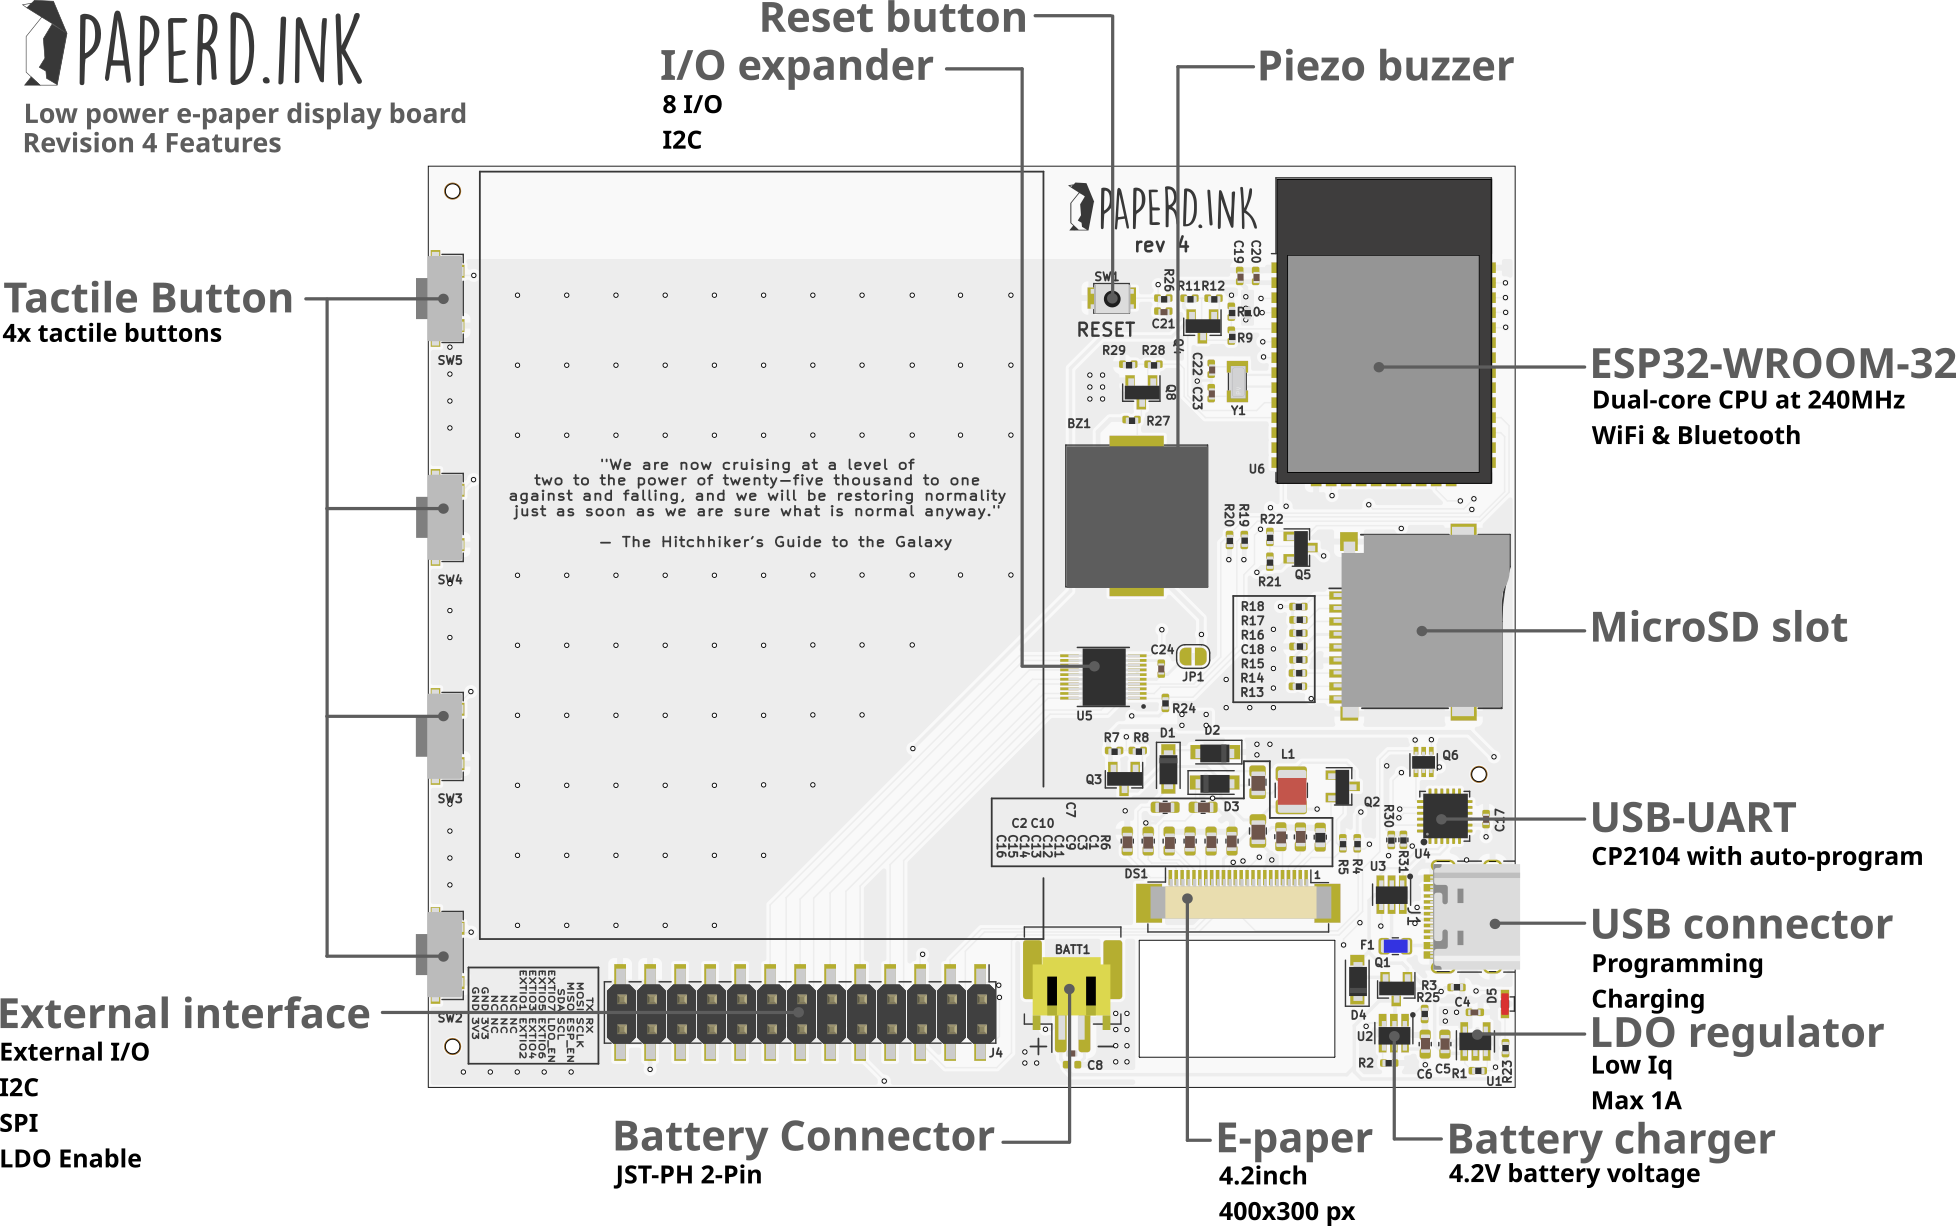 PAPERD.INK
Low power e-paper display board
Revision 4 Features
Reset button
I/O expander
8 I/O
I2C
Piezo buzzer
Tactile Button
4x tactile buttons
ESP32-WROOM-32
Dual-core CPU at 240MHz
WiFi & Bluetooth
MicroSD slot
USB-UART
CP2104 with auto-program
USB connector
Programming
Charging
LDO regulator
Low Iq
Max 1A
Battery charger
4.2V battery voltage
E-paper
4.2inch
400x300 px
Battery Connector
JST-PH 2-Pin
External interface
External I/O
I2C
SPI
LDO Enable
PAPERD.INK
rev 4
"We are now cruising at a level of
two to the power of twenty-five thousand to one
against and falling, and we will be restoring normality
just as soon as we are sure what is normal anyway."
— The Hitchhiker's Guide to the Galaxy
SW5
SW4
SW3
SW2
SW1
RESET
R26
C21
R11
R12
C19
C20
R10
R9
Q4
R29
R28
Q8
R27
C22
C23
Y1
BZ1
U6
R20
R19
R22
R21
Q5
R18
R17
R16
C18
R15
R14
R13
C24
JP1
U5
R24
R7
R8
Q3
D1
D2
D3
L1
Q2
Q6
R30
R31
U4
C17
C7
C2
C10
C16
C15
C14
C13
C12
C11
C9
C3
C1
R6
R5
R4
DS1
1
U3
J1
F1
Q1
D4
R3
R25
C4
D5
U2
R2
C6
C5
R1
U1
R23
BATT1
+
−
C8
J4
TX RX
MOSI SCLK
MISO ESP_EN
SDA SCL
EXTIO7 LDO_EN
EXTIO5 EXTIO6
EXTIO3 EXTIO4
EXTIO1 EXTIO2
NC NC
NC NC
NC NC
GND 3V3
GND 3V3